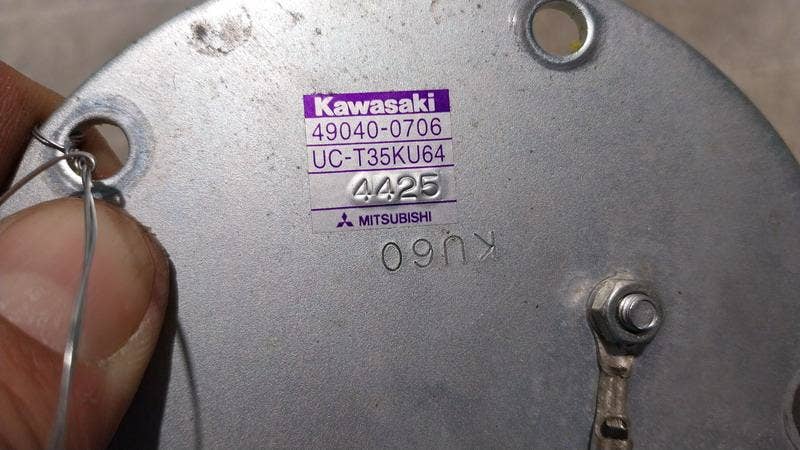 Kawasaki
49040-0706
UC-T35KU64
4425
MITSUBISHI
KU60